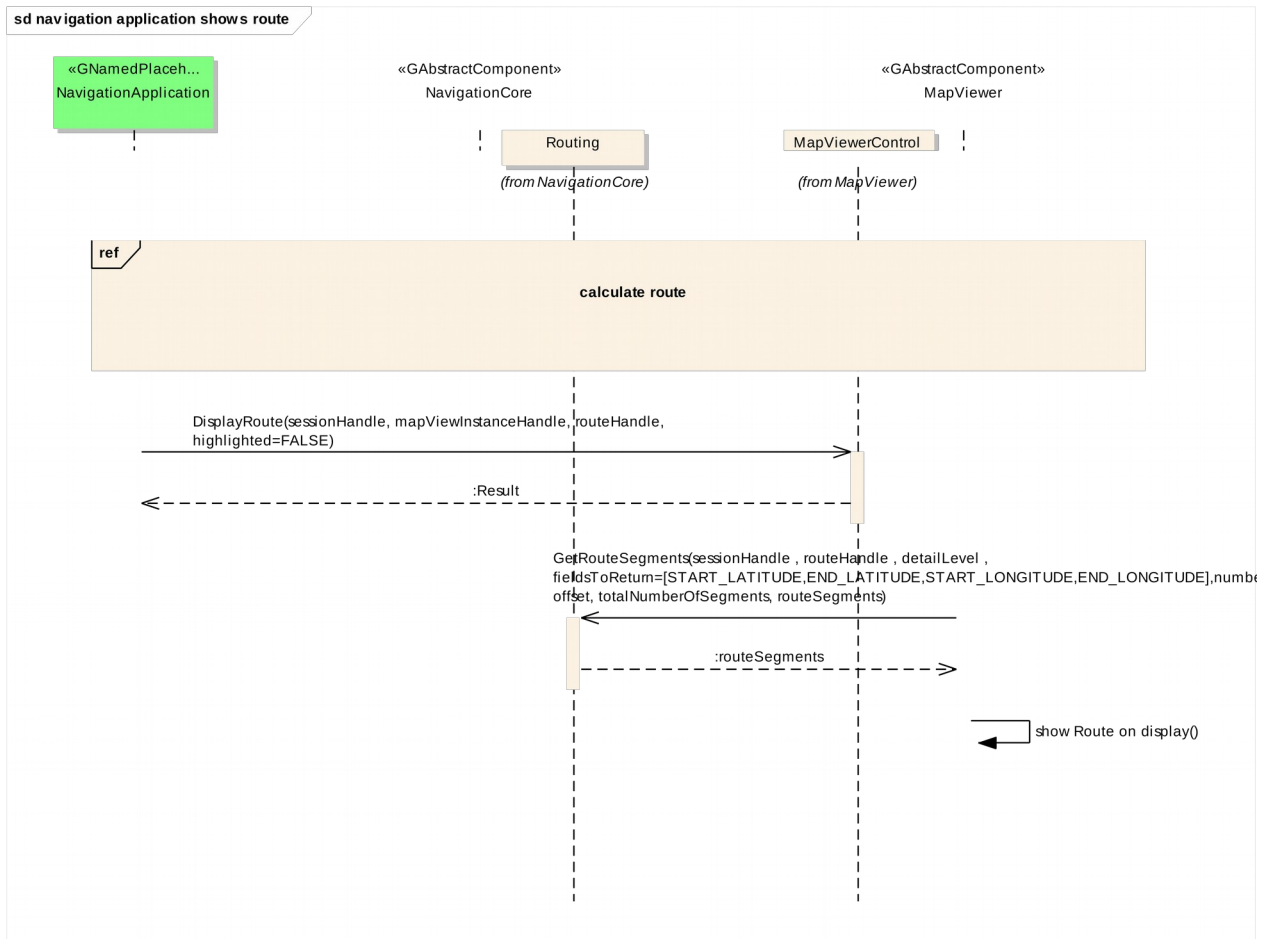 sd navigation application shows route
«GNamedPlaceh...
NavigationApplication
«GAbstractComponent»
NavigationCore
«GAbstractComponent»
MapViewer
Routing
(from NavigationCore)
MapViewerControl
(from MapViewer)
ref
calculate route
DisplayRoute(sessionHandle, mapViewInstanceHandle, routeHandle,
highlighted=FALSE)
:Result
GetRouteSegments(sessionHandle , routeHandle , detailLevel ,
fieldsToReturn=[START_LATITUDE,END_LATITUDE,START_LONGITUDE,END_LONGITUDE],numbe
offset, totalNumberOfSegments, routeSegments)
:routeSegments
show Route on display()